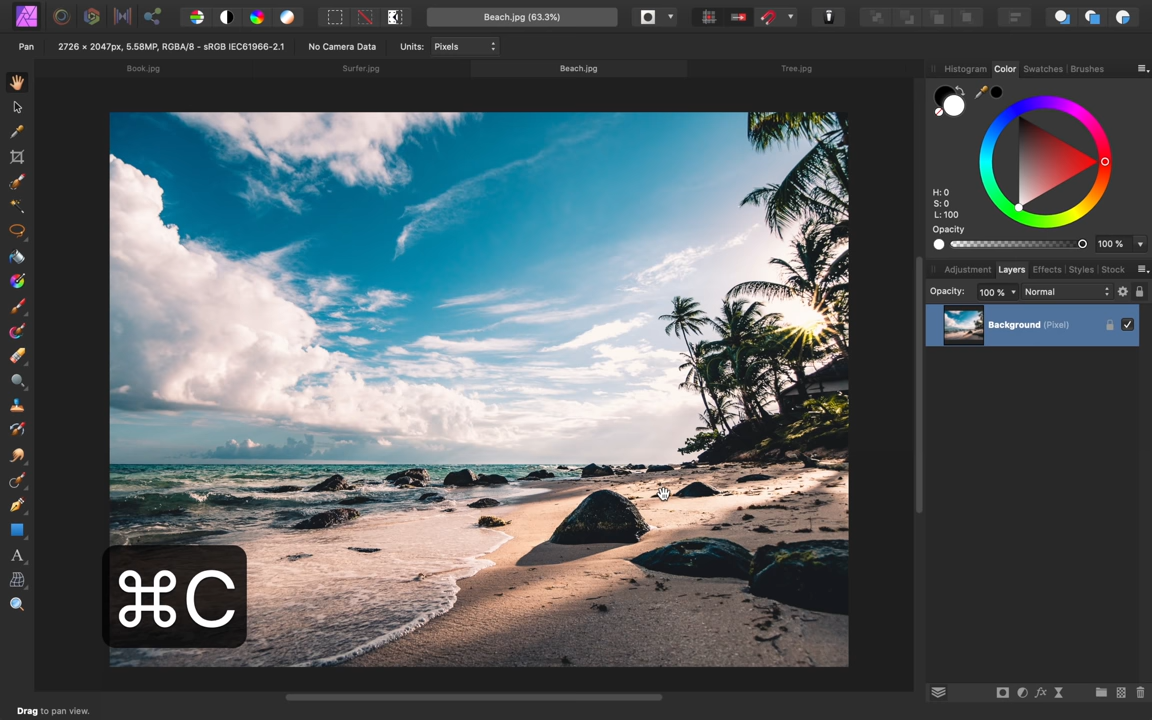 Beach.jpg (63.3%)
Pan 2726 × 2047px, 5.58MP, RGBA/8 - sRGB IEC61966-2.1 No Camera Data Units: Pixels
Book.jpg Surfer.jpg Beach.jpg Tree.jpg
Histogram Color Swatches Brushes
H: 0
S: 0
L: 100
Opacity
100 %
Adjustment Layers Effects Styles Stock
Opacity: 100 % Normal
Background (Pixel)
⌘C
A
fx
Drag to pan view.